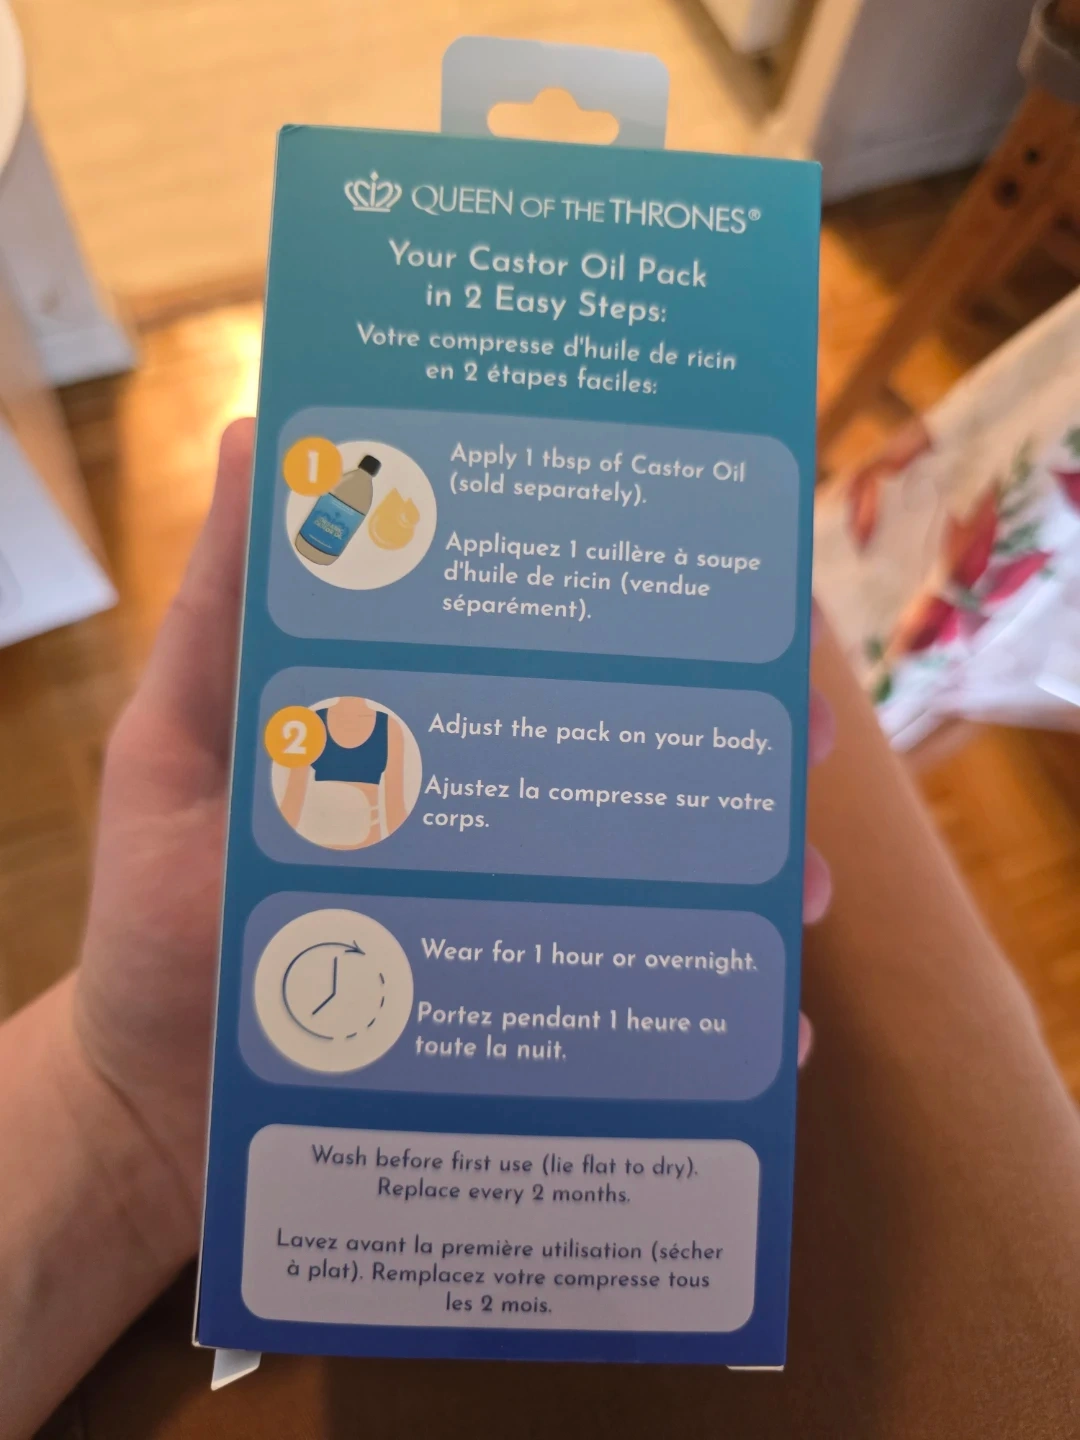 QUEEN OF THE THRONES®
Your Castor Oil Pack
in 2 Easy Steps:
Votre compresse d'huile de ricin
en 2 étapes faciles:
1
Apply 1 tbsp of Castor Oil
(sold separately).
Appliquez 1 cuillère à soupe
d'huile de ricin (vendue
séparément).
2
Adjust the pack on your body.
Ajustez la compresse sur votre
corps.
Wear for 1 hour or overnight.
Portez pendant 1 heure ou
toute la nuit.
Wash before first use (lie flat to dry).
Replace every 2 months.
Lavez avant la première utilisation (sécher
à plat). Remplacez votre compresse tous
les 2 mois.